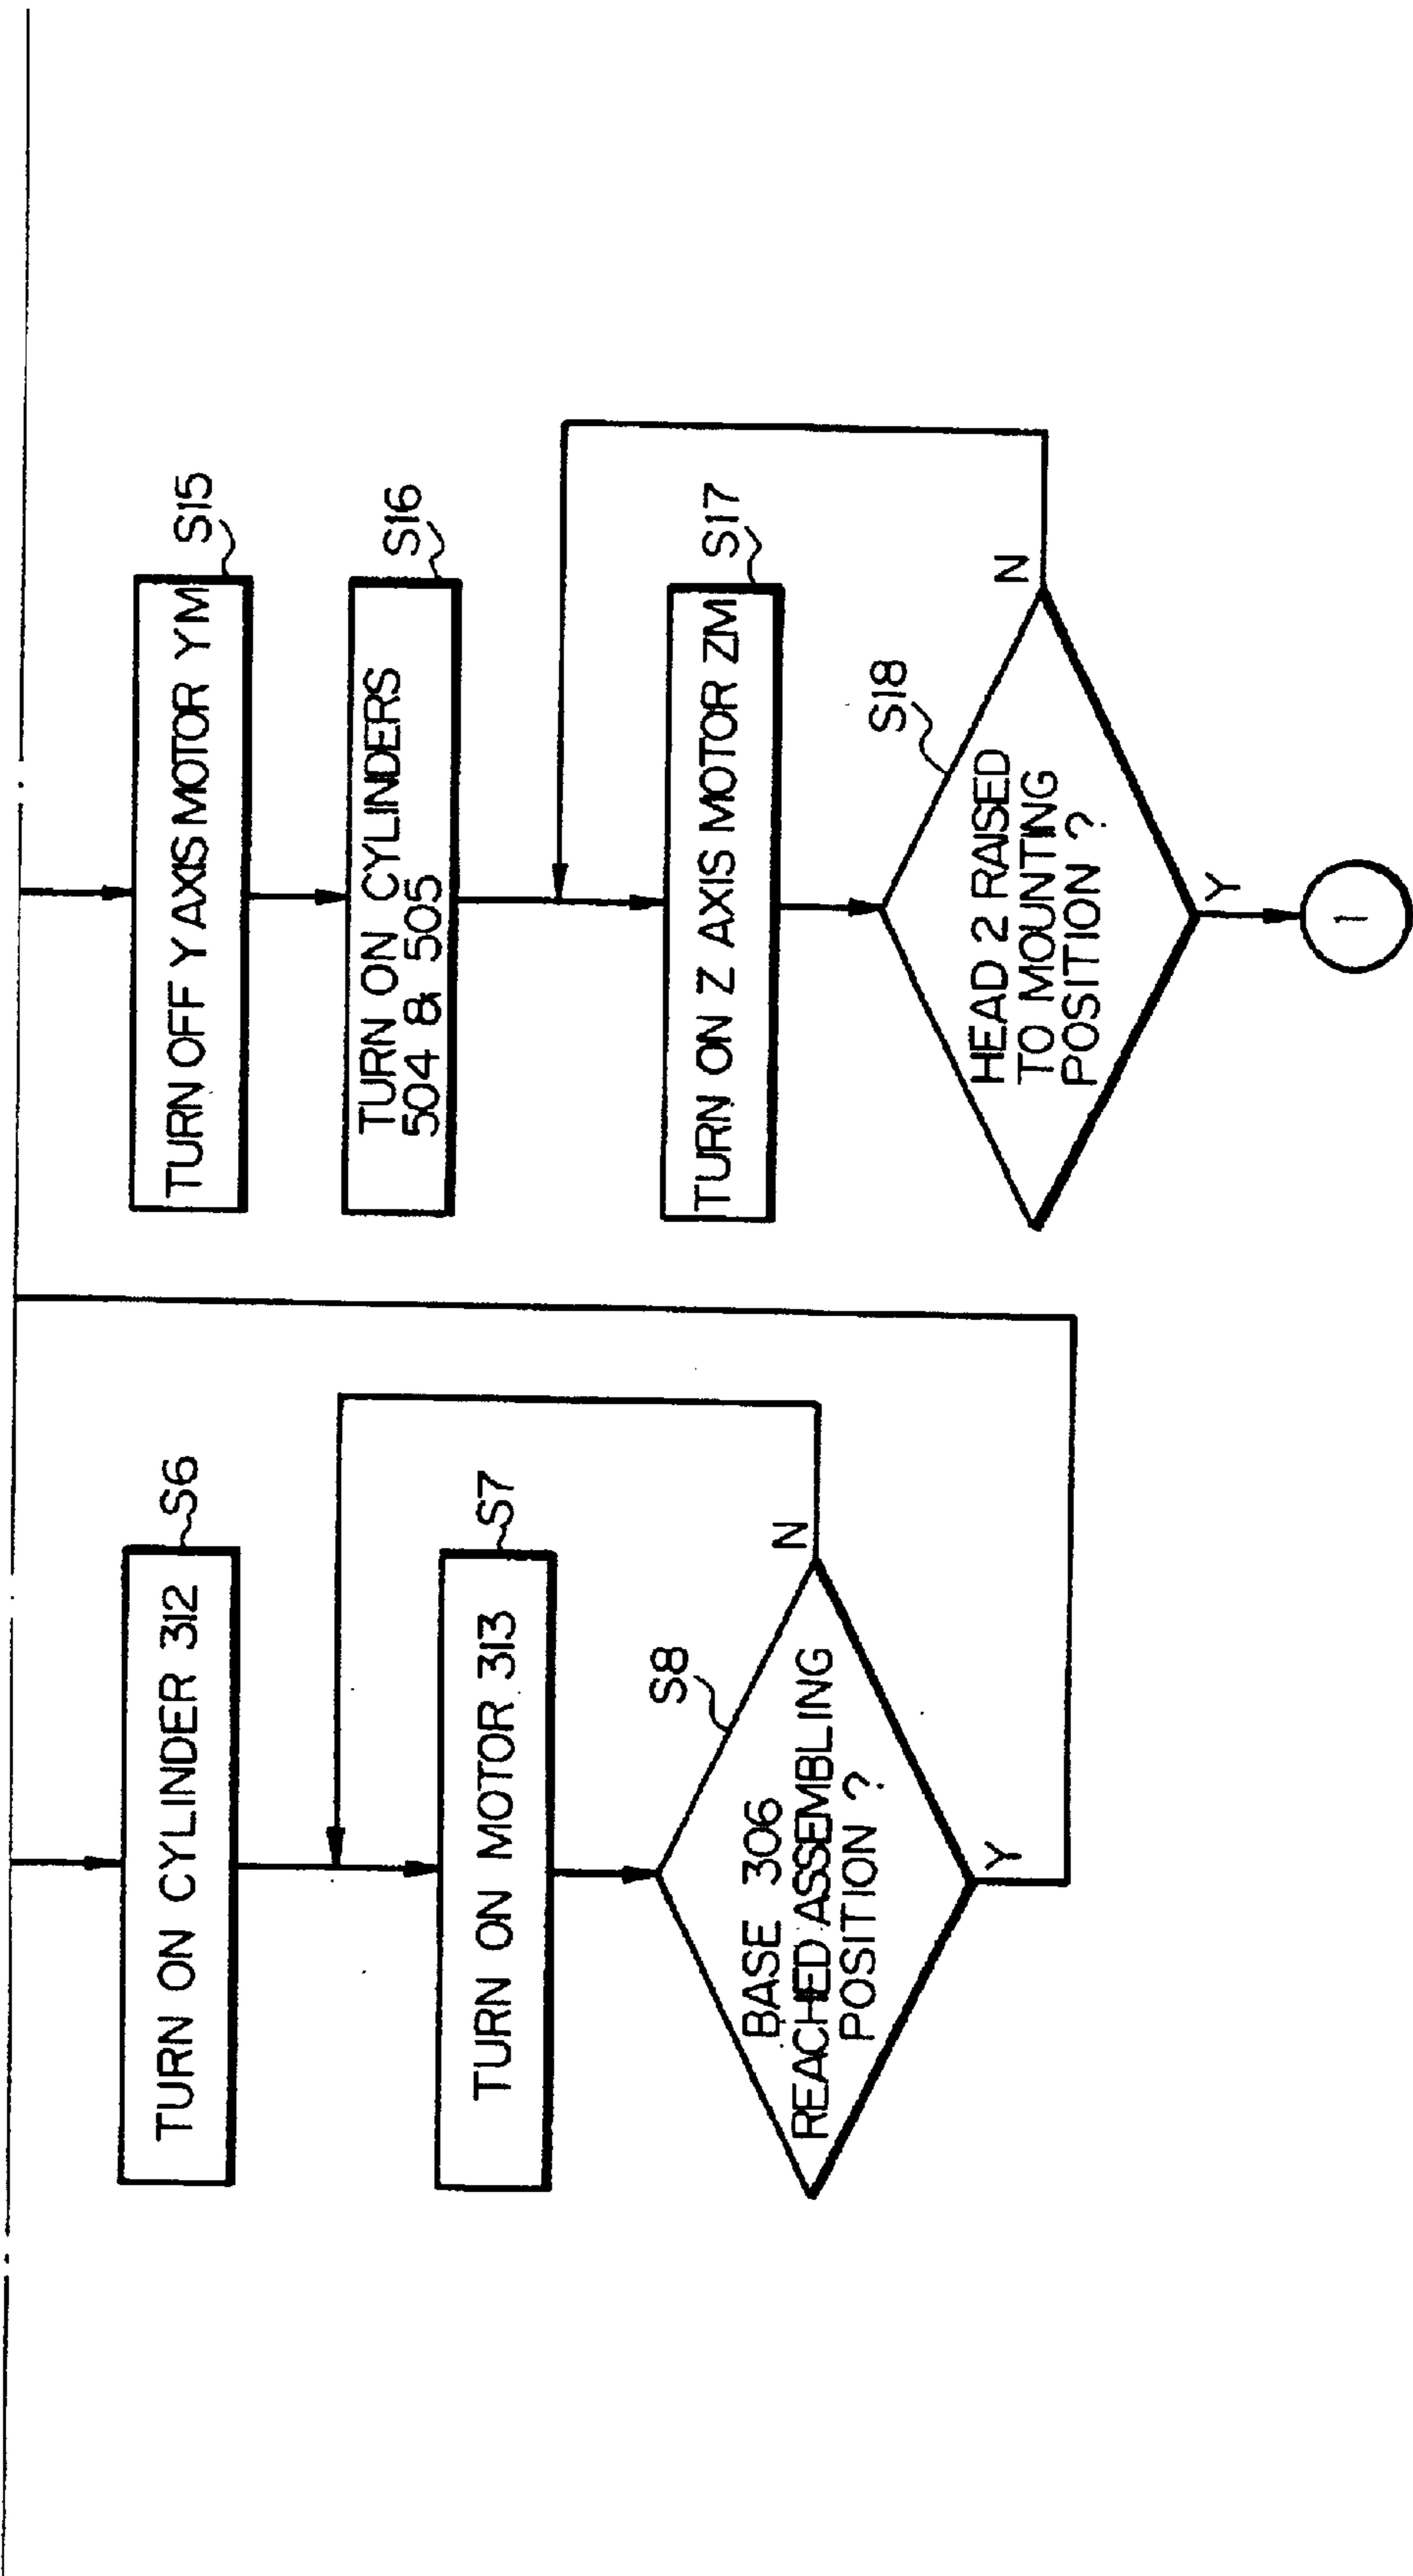 TURN ON CYLINDER 312
S6
TURN ON MOTOR 313
S7
S8
BASE 306
REACHED ASSEMBLING
POSITION ?
N
Y
TURN OFF Y AXIS MOTOR YM
S15
TURN ON CYLINDERS
504 & 505
S16
TURN ON Z AXIS MOTOR ZM
S17
S18
HEAD 2 RAISED
TO MOUNTING
POSITION ?
N
Y
1